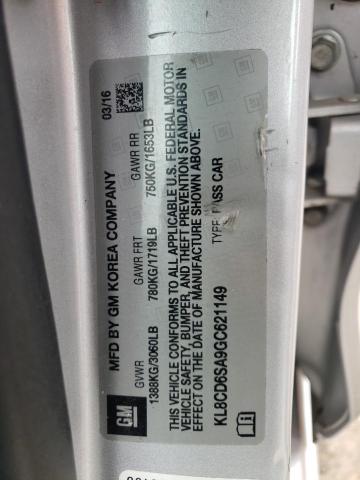 GM
MFD BY GM KOREA COMPANY
03/16
GVWR GAWR FRT GAWR RR
1388KG/3060LB 780KG/1719LB 750KG/1653LB
THIS VEHICLE CONFORMS TO ALL APPLICABLE U.S. FEDERAL MOTOR
VEHICLE SAFETY, BUMPER, AND THEFT PREVENTION STANDARDS IN
EFFECT ON THE DATE OF MANUFACTURE SHOWN ABOVE.
KL8CD6SA9GC621149 TYPE: PASS CAR